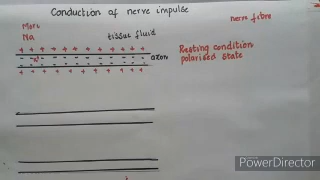 Conduction of nerve impulse
nerve fibre
More
Na
tissue fluid
+ + + + + + + + + + + +
Resting condition
axon
polarised state
+ + + + + + + + + + + +
PowerDirector